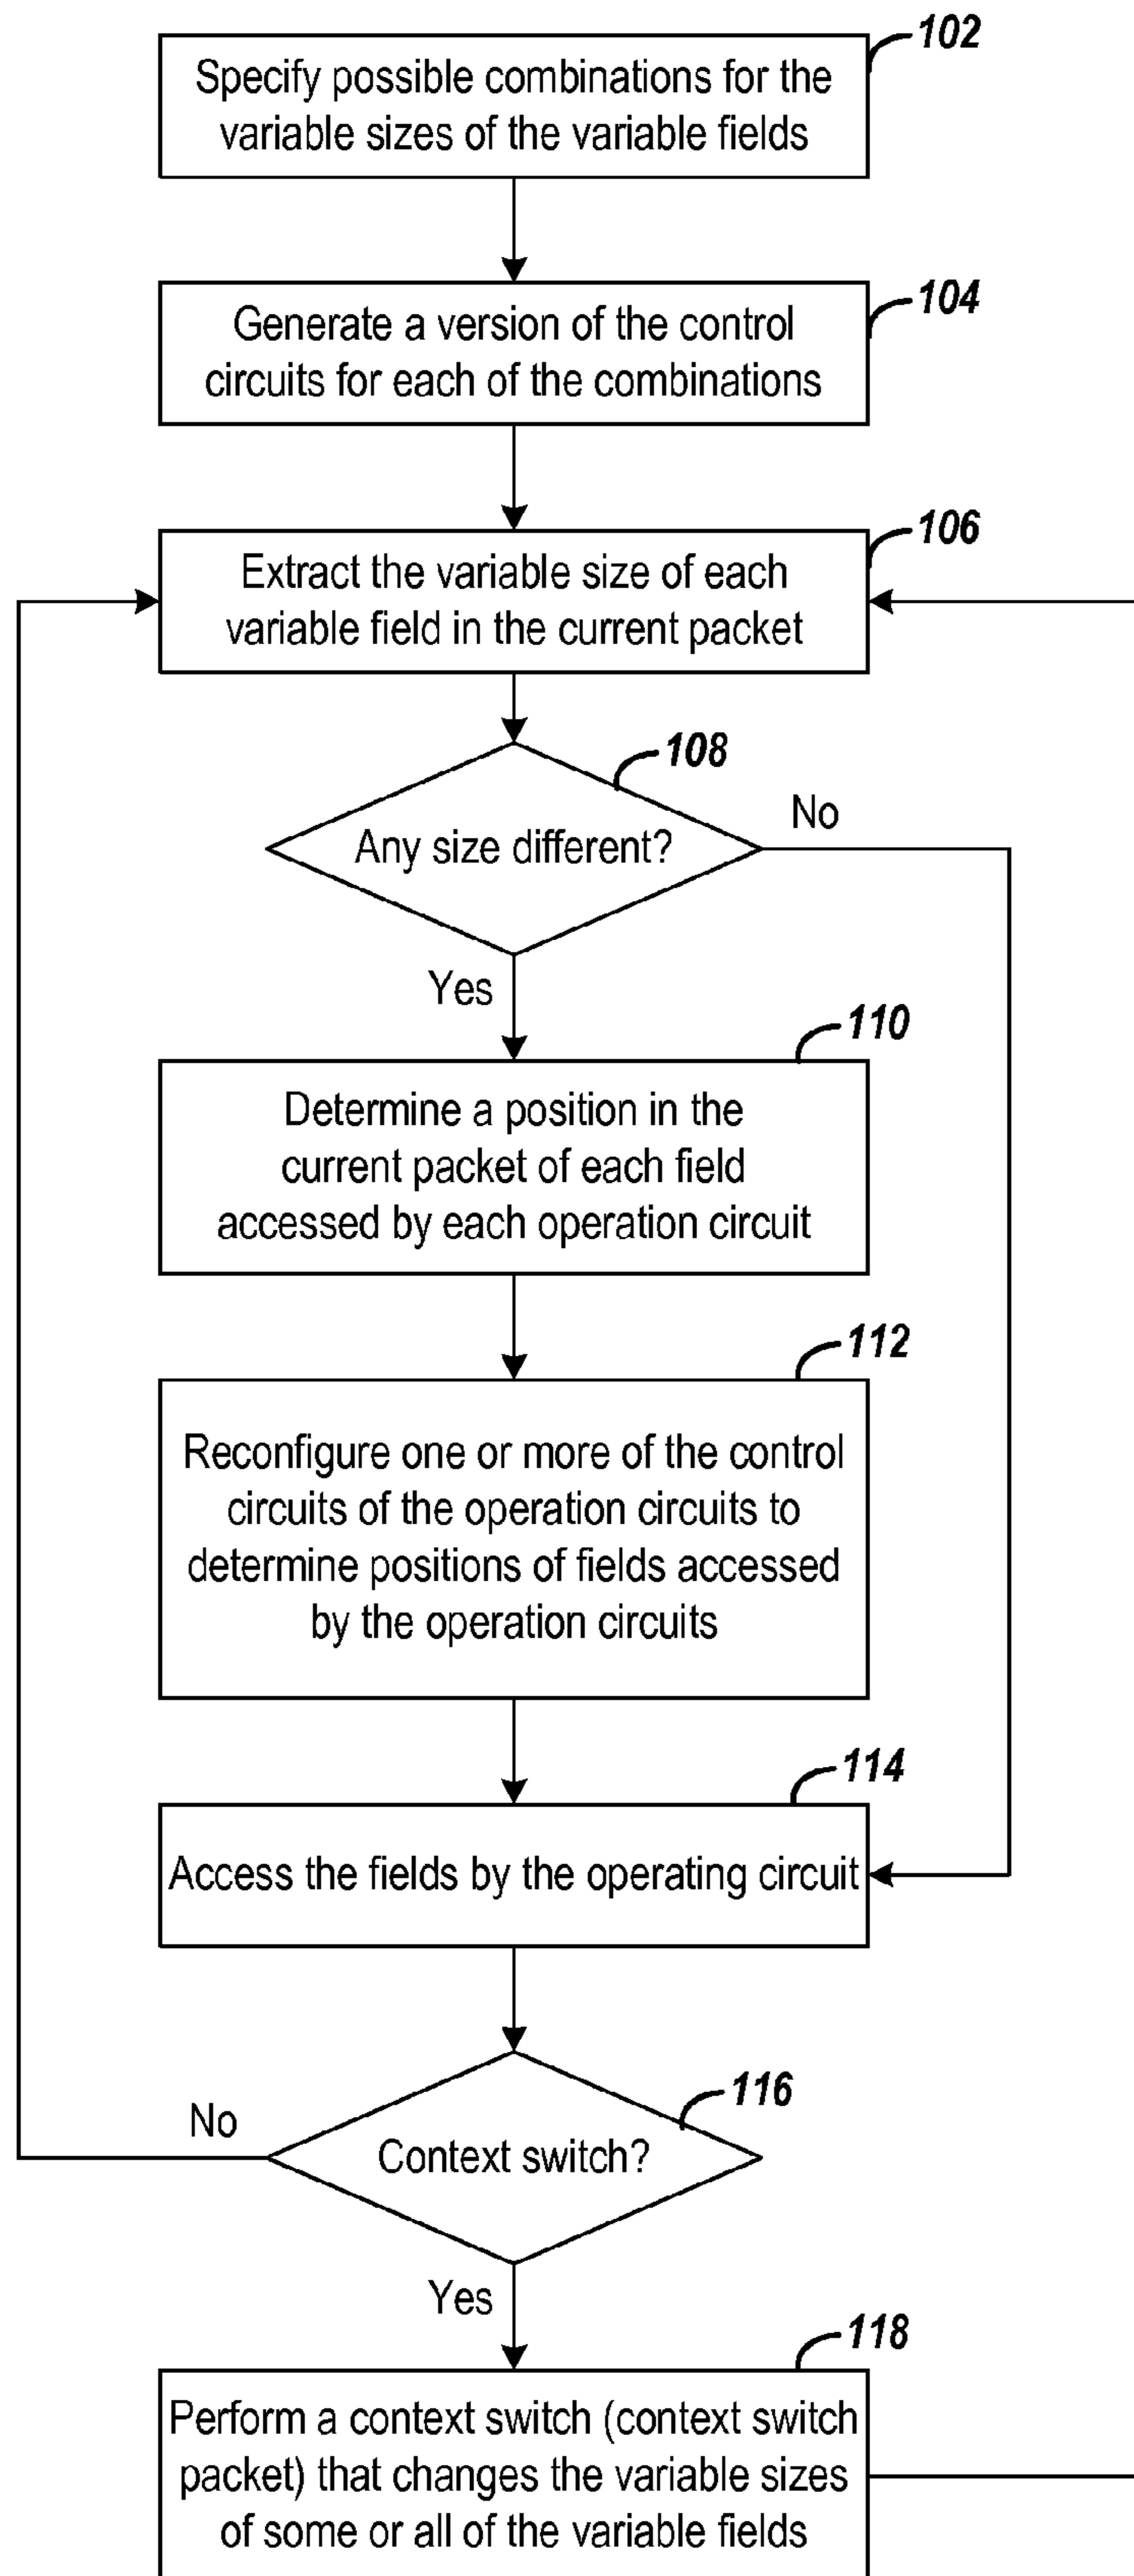 102
Specify possible combinations for the
variable sizes of the variable fields
104
Generate a version of the control
circuits for each of the combinations
106
Extract the variable size of each
variable field in the current packet
108
Any size different?
No
Yes
110
Determine a position in the
current packet of each field
accessed by each operation circuit
112
Reconfigure one or more of the control
circuits of the operation circuits to
determine positions of fields accessed
by the operation circuits
114
Access the fields by the operating circuit
116
No
Context switch?
Yes
118
Perform a context switch (context switch
packet) that changes the variable sizes
of some or all of the variable fields